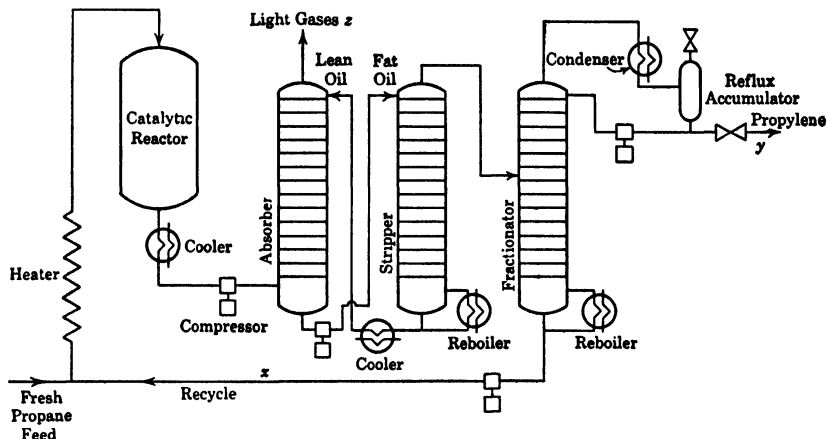 Light Gases z
Lean
Oil
Fat
Oil
Condenser
Reflux
Accumulator
Propylene
y
Catalytic
Reactor
Absorber
Stripper
Fractionator
Cooler
Heater
Compressor
Cooler
Reboiler
Reboiler
x
Recycle
Fresh
Propane
Feed